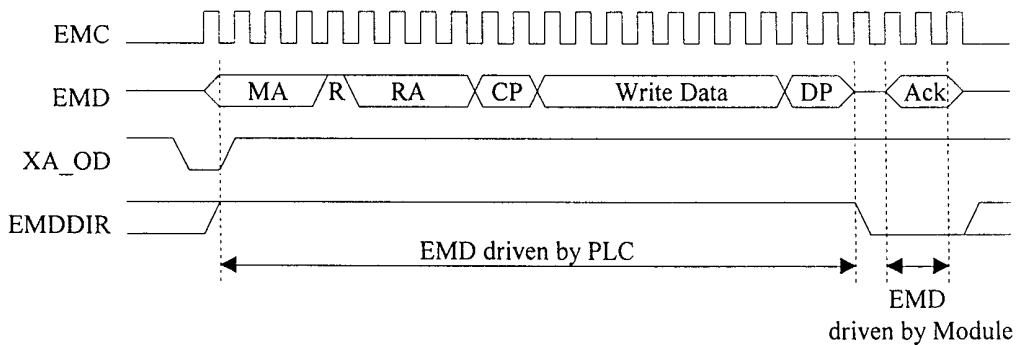 EMC
EMD MA R RA CP Write Data DP Ack
XA_OD
EMDDIR
EMD driven by PLC
EMD
driven by Module